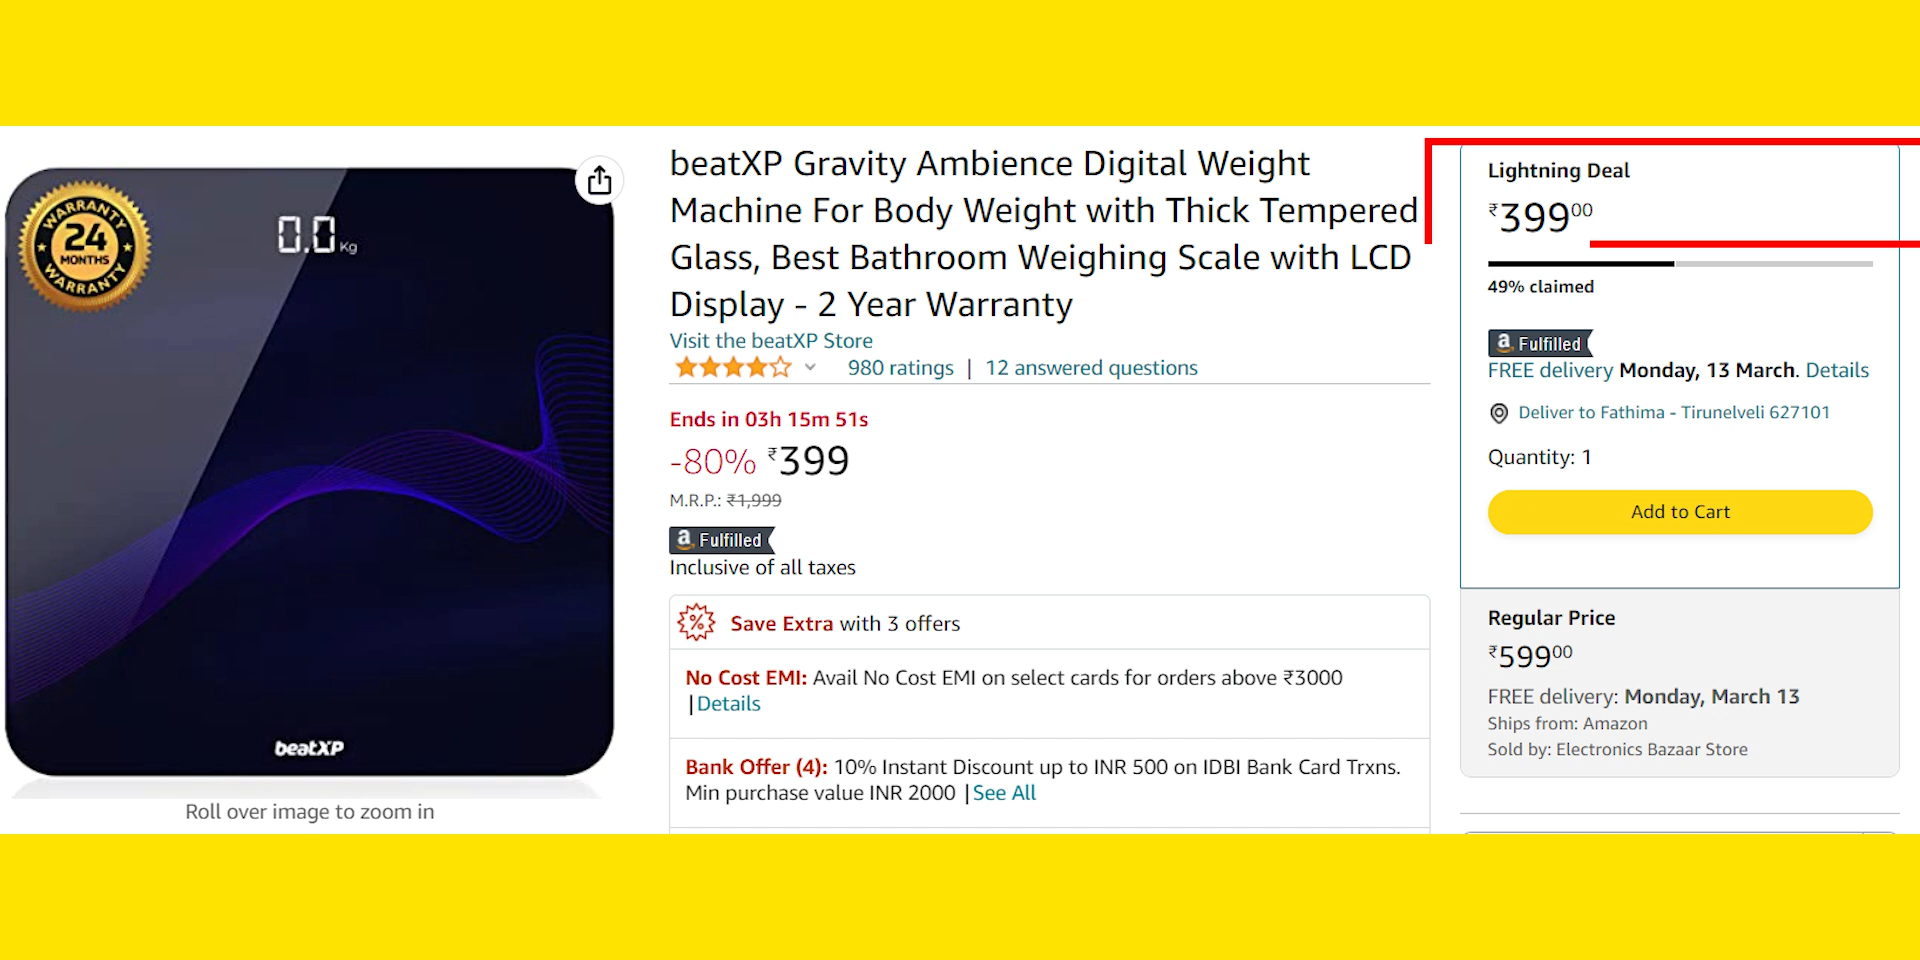 WARRANTY
24
MONTHS
WARRANTY
0.0 Kg
beatXP
Roll over image to zoom in
beatXP Gravity Ambience Digital Weight
Machine For Body Weight with Thick Tempered
Glass, Best Bathroom Weighing Scale with LCD
Display - 2 Year Warranty
Visit the beatXP Store
980 ratings | 12 answered questions
Ends in 03h 15m 51s
-80% ₹399
M.R.P.: ₹1,999
a Fulfilled
Inclusive of all taxes
% Save Extra with 3 offers
No Cost EMI: Avail No Cost EMI on select cards for orders above ₹3000
|Details
Bank Offer (4): 10% Instant Discount up to INR 500 on IDBI Bank Card Trxns.
Min purchase value INR 2000 |See All
Lightning Deal
₹39900
49% claimed
a Fulfilled
FREE delivery Monday, 13 March. Details
Deliver to Fathima - Tirunelveli 627101
Quantity: 1
Add to Cart
Regular Price
₹59900
FREE delivery: Monday, March 13
Ships from: Amazon
Sold by: Electronics Bazaar Store